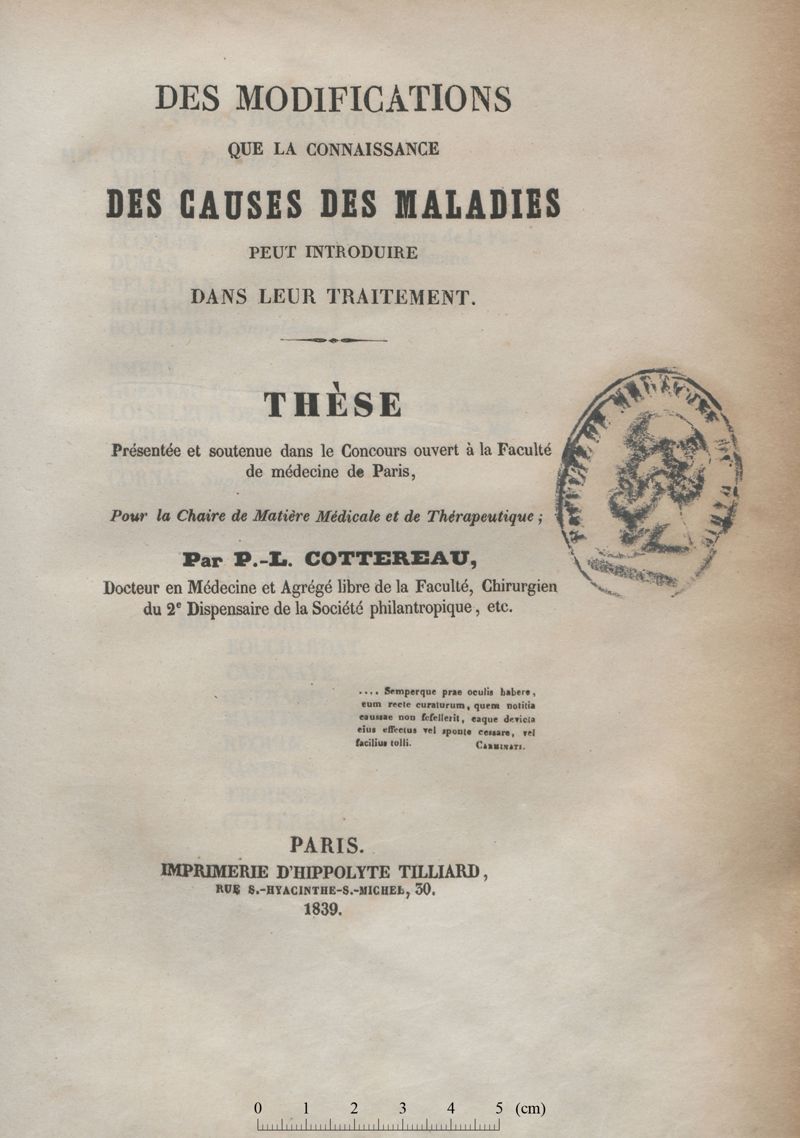 DES MODIFICATIONS
QUE LA CONNAISSANCE
DES CAUSES DES MALADIES
PEUT INTRODUIRE
DANS LEUR TRAITEMENT.
THÈSE
Présentée et soutenue dans le Concours ouvert à la Faculté
de médecine de Paris,
Pour la Chaire de Matière Médicale et de Thérapeutique ;
Par P.-L. COTTEREAU,
Docteur en Médecine et Agrégé libre de la Faculté, Chirurgien
du 2e Dispensaire de la Société philantropique, etc.
FACULTE DE MEDECINE DE PARIS
.... Semperque prae oculis habere,
eum recte curaturum, quem notitia
caussae non fefellerit, eaque devicta
eius effectus vel sponte cessare, vel
facilius tolli. CARMINATI.
PARIS.
IMPRIMERIE D'HIPPOLYTE TILLIARD,
RUE S.-HYACINTHE-S.-MICHEL, 30.
1839.
0 1 2 3 4 5 (cm)